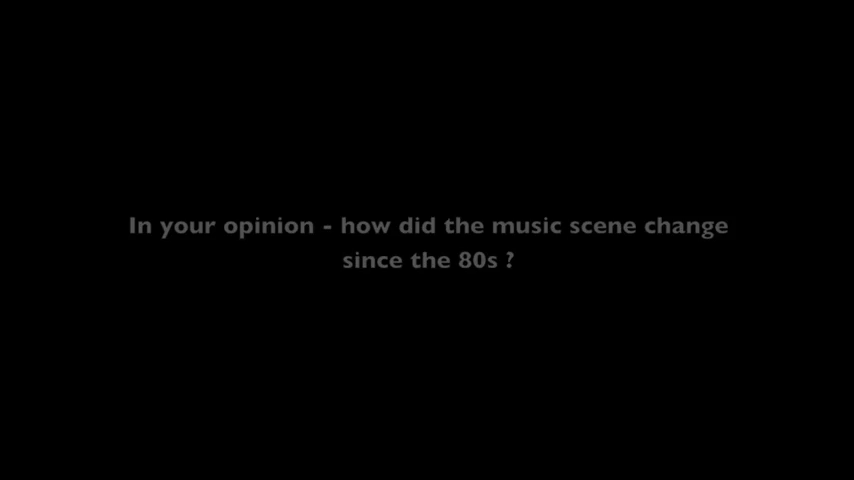 In your opinion - how did the music scene change
since the 80s ?